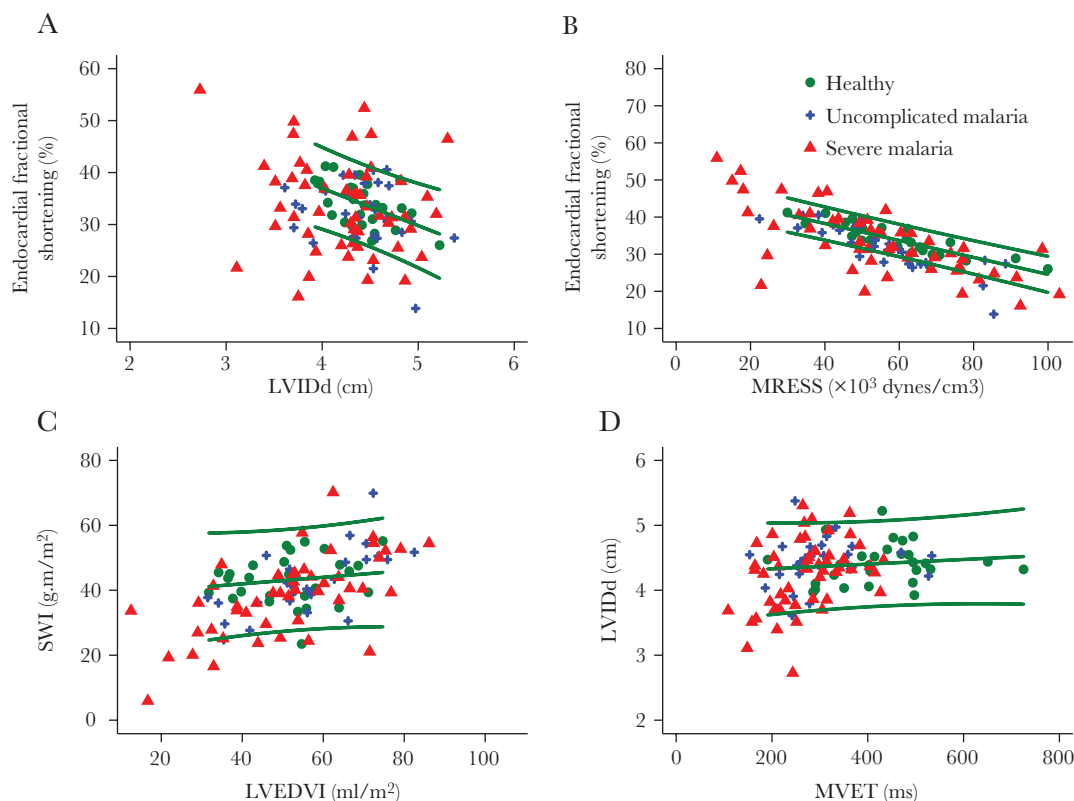 A
Endocardial fractional
shortening (%)
60
50
40
30
20
10
2 3 4 5 6
LVIDd (cm)
B
Endocardial fractional
shortening (%)
80
70
60
50
40
30
20
10
Healthy
Uncomplicated malaria
Severe malaria
0 20 40 60 80 100
MRESS (×10³ dynes/cm3)
C
SWI (g.m/m²)
80
60
40
20
0
20 40 60 80 100
LVEDVI (ml/m²)
D
LVIDd (cm)
6
5
4
3
2
0 200 400 600 800
MVET (ms)